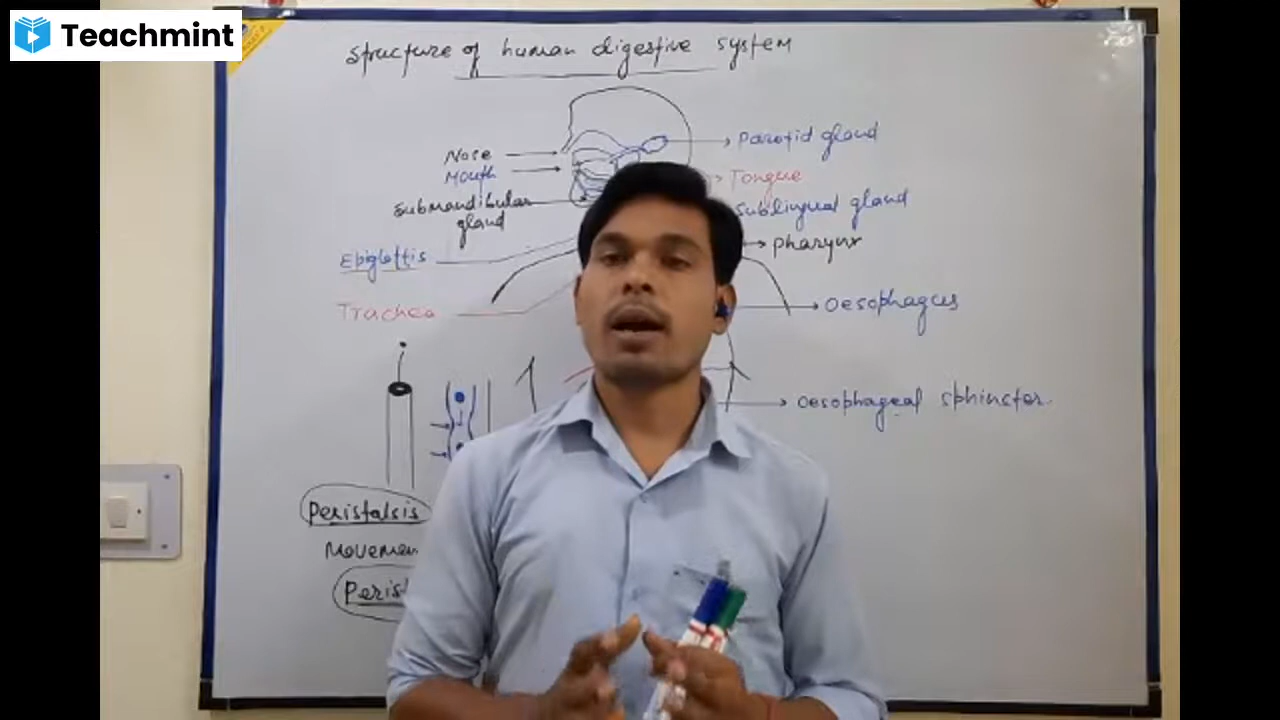 Teachmint
Structure of human digestive system
Nose
Mouth
Submandibular
gland
Epiglottis
Trachea
Parotid gland
Tongue
Sublingual gland
Pharynx
Oesophagus
Oesophageal sphincter
Peristalsis